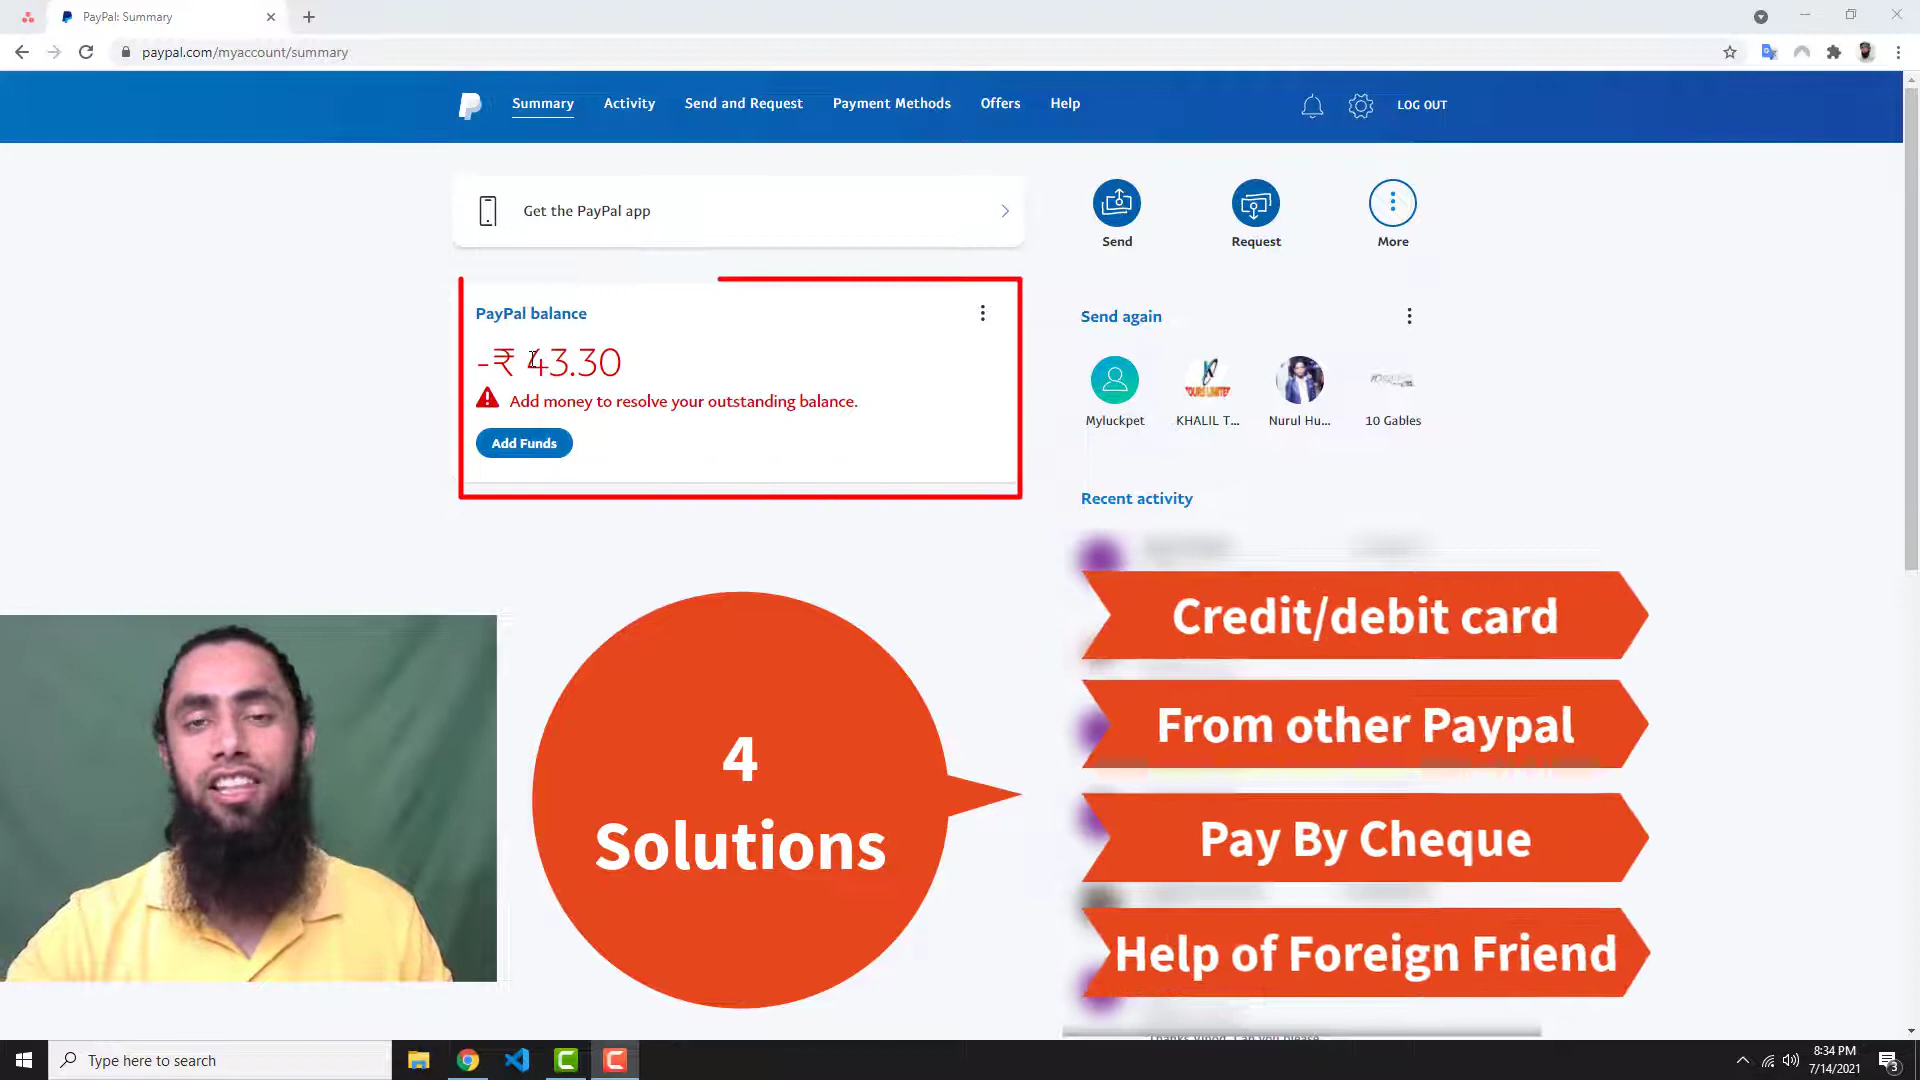 PayPal: Summary
paypal.com/myaccount/summary
Summary Activity Send and Request Payment Methods Offers Help LOG OUT
Get the PayPal app
Send Request More
PayPal balance
-₹ 43.30
Add money to resolve your outstanding balance.
Add Funds
Send again
Myluckpet KHALIL T... Nurul Hu... 10 Gables
K
TOURS LIMITED
Recent activity
4
Solutions
Credit/debit card
From other Paypal
Pay By Cheque
Help of Foreign Friend
Type here to search
8:34 PM
7/14/2021
3